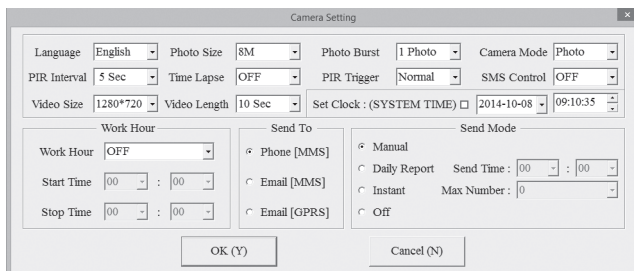 Camera Setting ×
Language English Photo Size 8M Photo Burst 1 Photo Camera Mode Photo
PIR Interval 5 Sec Time Lapse OFF PIR Trigger Normal SMS Control OFF
Video Size 1280*720 Video Length 10 Sec Set Clock : (SYSTEM TIME) 2014-10-08 09:10:35
Work Hour Send To Send Mode
Work Hour OFF Phone [MMS] Manual
Daily Report Send Time : 00 : 00
Start Time 00 : 00 Email [MMS] Instant Max Number : 0
Stop Time 00 : 00 Email [GPRS] Off
OK (Y) Cancel (N)